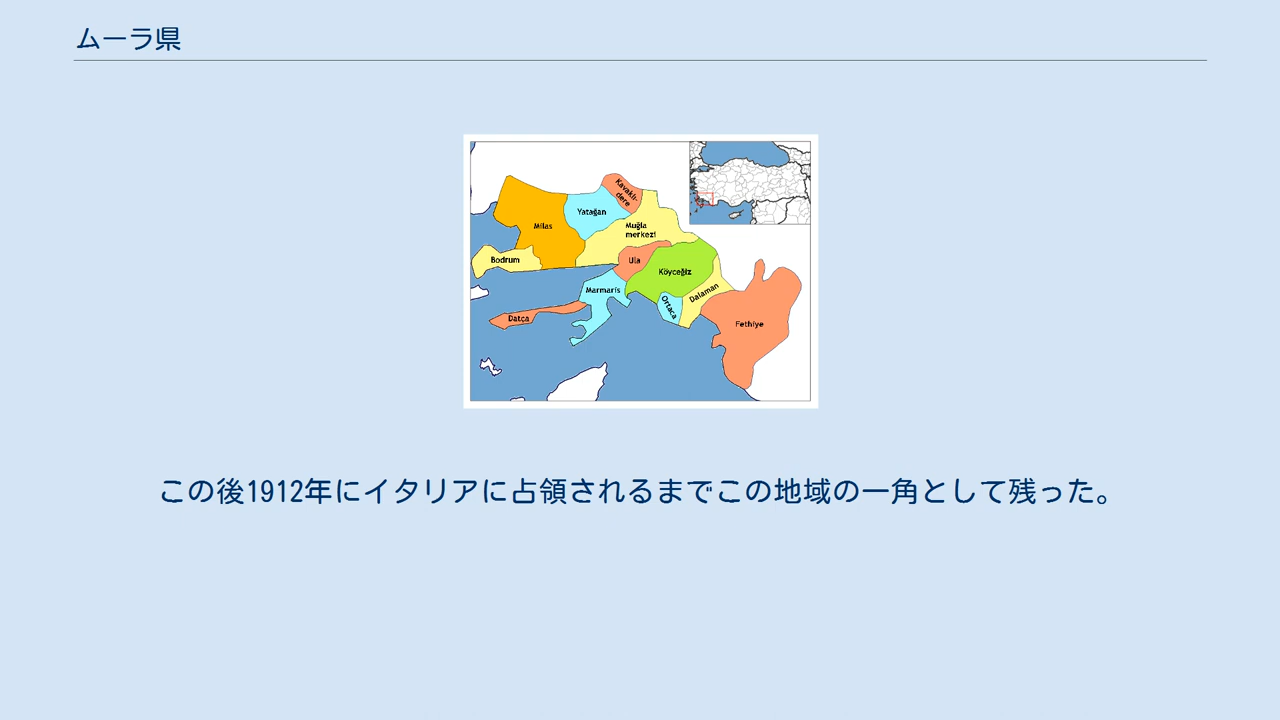 ムーラ県
Kavaklı-
dere
Yatağan
Milas
Muğla
merkezi
Bodrum
Ula
Köyceğiz
Marmaris
Dalaman
Ortaca
Datça
Fethiye
この後1912年にイタリアに占領されるまでこの地域の一角として残った。